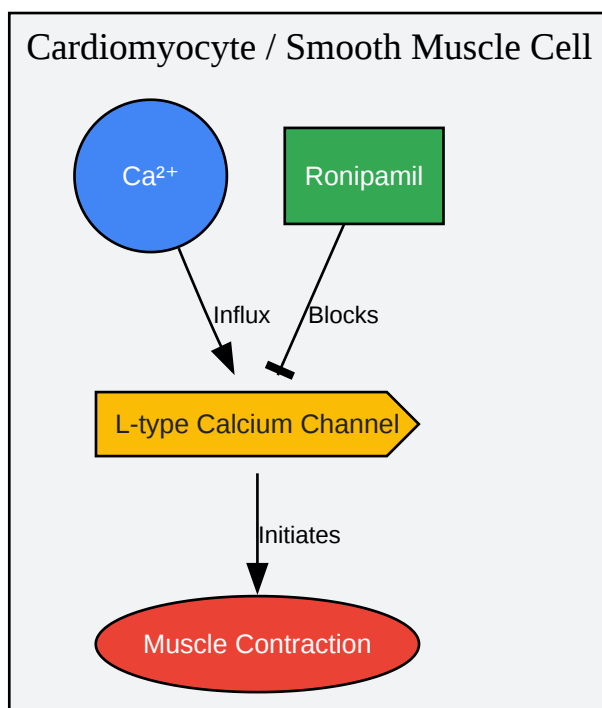 Cardiomyocyte / Smooth Muscle Cell
Ca²⁺
Ronipamil
Influx
Blocks
L-type Calcium Channel
Initiates
Muscle Contraction